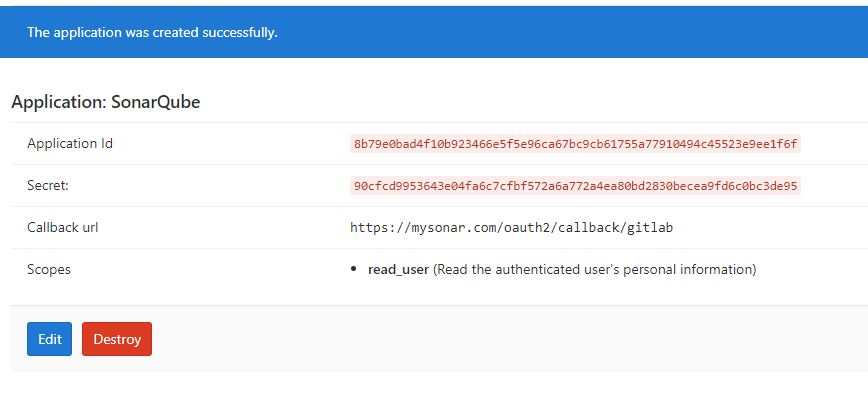 The application was created successfully.
Application: SonarQube
Application Id 8b79e0bad4f10b923466e5f5e96ca67bc9cb61755a77910494c45523e9ee1f6f
Secret: 90cfcd9953643e04fa6c7cfbf572a6a772a4ea80bd2830becea9fd6c0bc3de95
Callback url https://mysonar.com/oauth2/callback/gitlab
Scopes • read_user (Read the authenticated user's personal information)
Edit Destroy